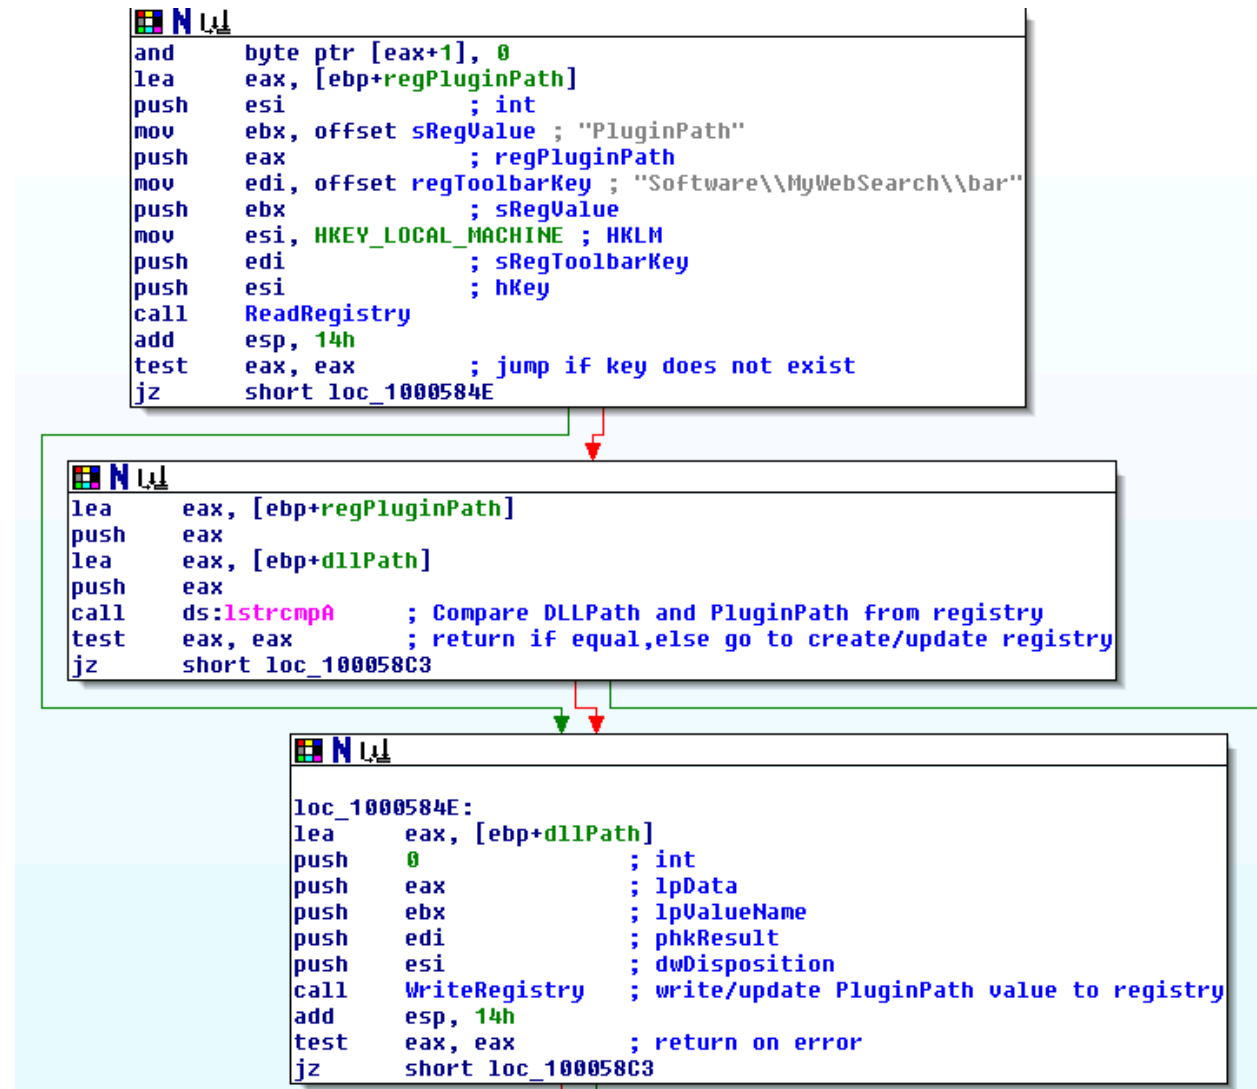 and byte ptr [eax+1], 0
lea eax, [ebp+regPluginPath]
push esi ; int
mov ebx, offset sRegValue ; "PluginPath"
push eax ; regPluginPath
mov edi, offset regToolbarKey ; "Software\\MyWebSearch\\bar"
push ebx ; sRegValue
mov esi, HKEY_LOCAL_MACHINE ; HKLM
push edi ; sRegToolbarKey
push esi ; hKey
call ReadRegistry
add esp, 14h
test eax, eax ; jump if key does not exist
jz short loc_1000584E
lea eax, [ebp+regPluginPath]
push eax
lea eax, [ebp+dllPath]
push eax
call ds:lstrcmpA ; Compare DLLPath and PluginPath from registry
test eax, eax ; return if equal,else go to create/update registry
jz short loc_100058C3
loc_1000584E:
lea eax, [ebp+dllPath]
push 0 ; int
push eax ; lpData
push ebx ; lpValueName
push edi ; phkResult
push esi ; dwDisposition
call WriteRegistry ; write/update PluginPath value to registry
add esp, 14h
test eax, eax ; return on error
jz short loc_100058C3